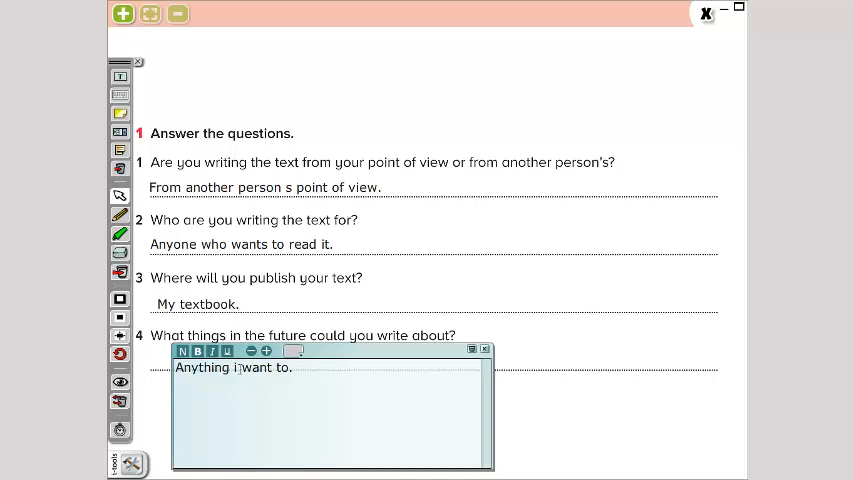 X
1 Answer the questions.
1 Are you writing the text from your point of view or from another person's?
From another person s point of view.
2 Who are you writing the text for?
Anyone who wants to read it.
3 Where will you publish your text?
My textbook.
4 What things in the future could you write about?
N B I U
Anything i want to.
i-tools